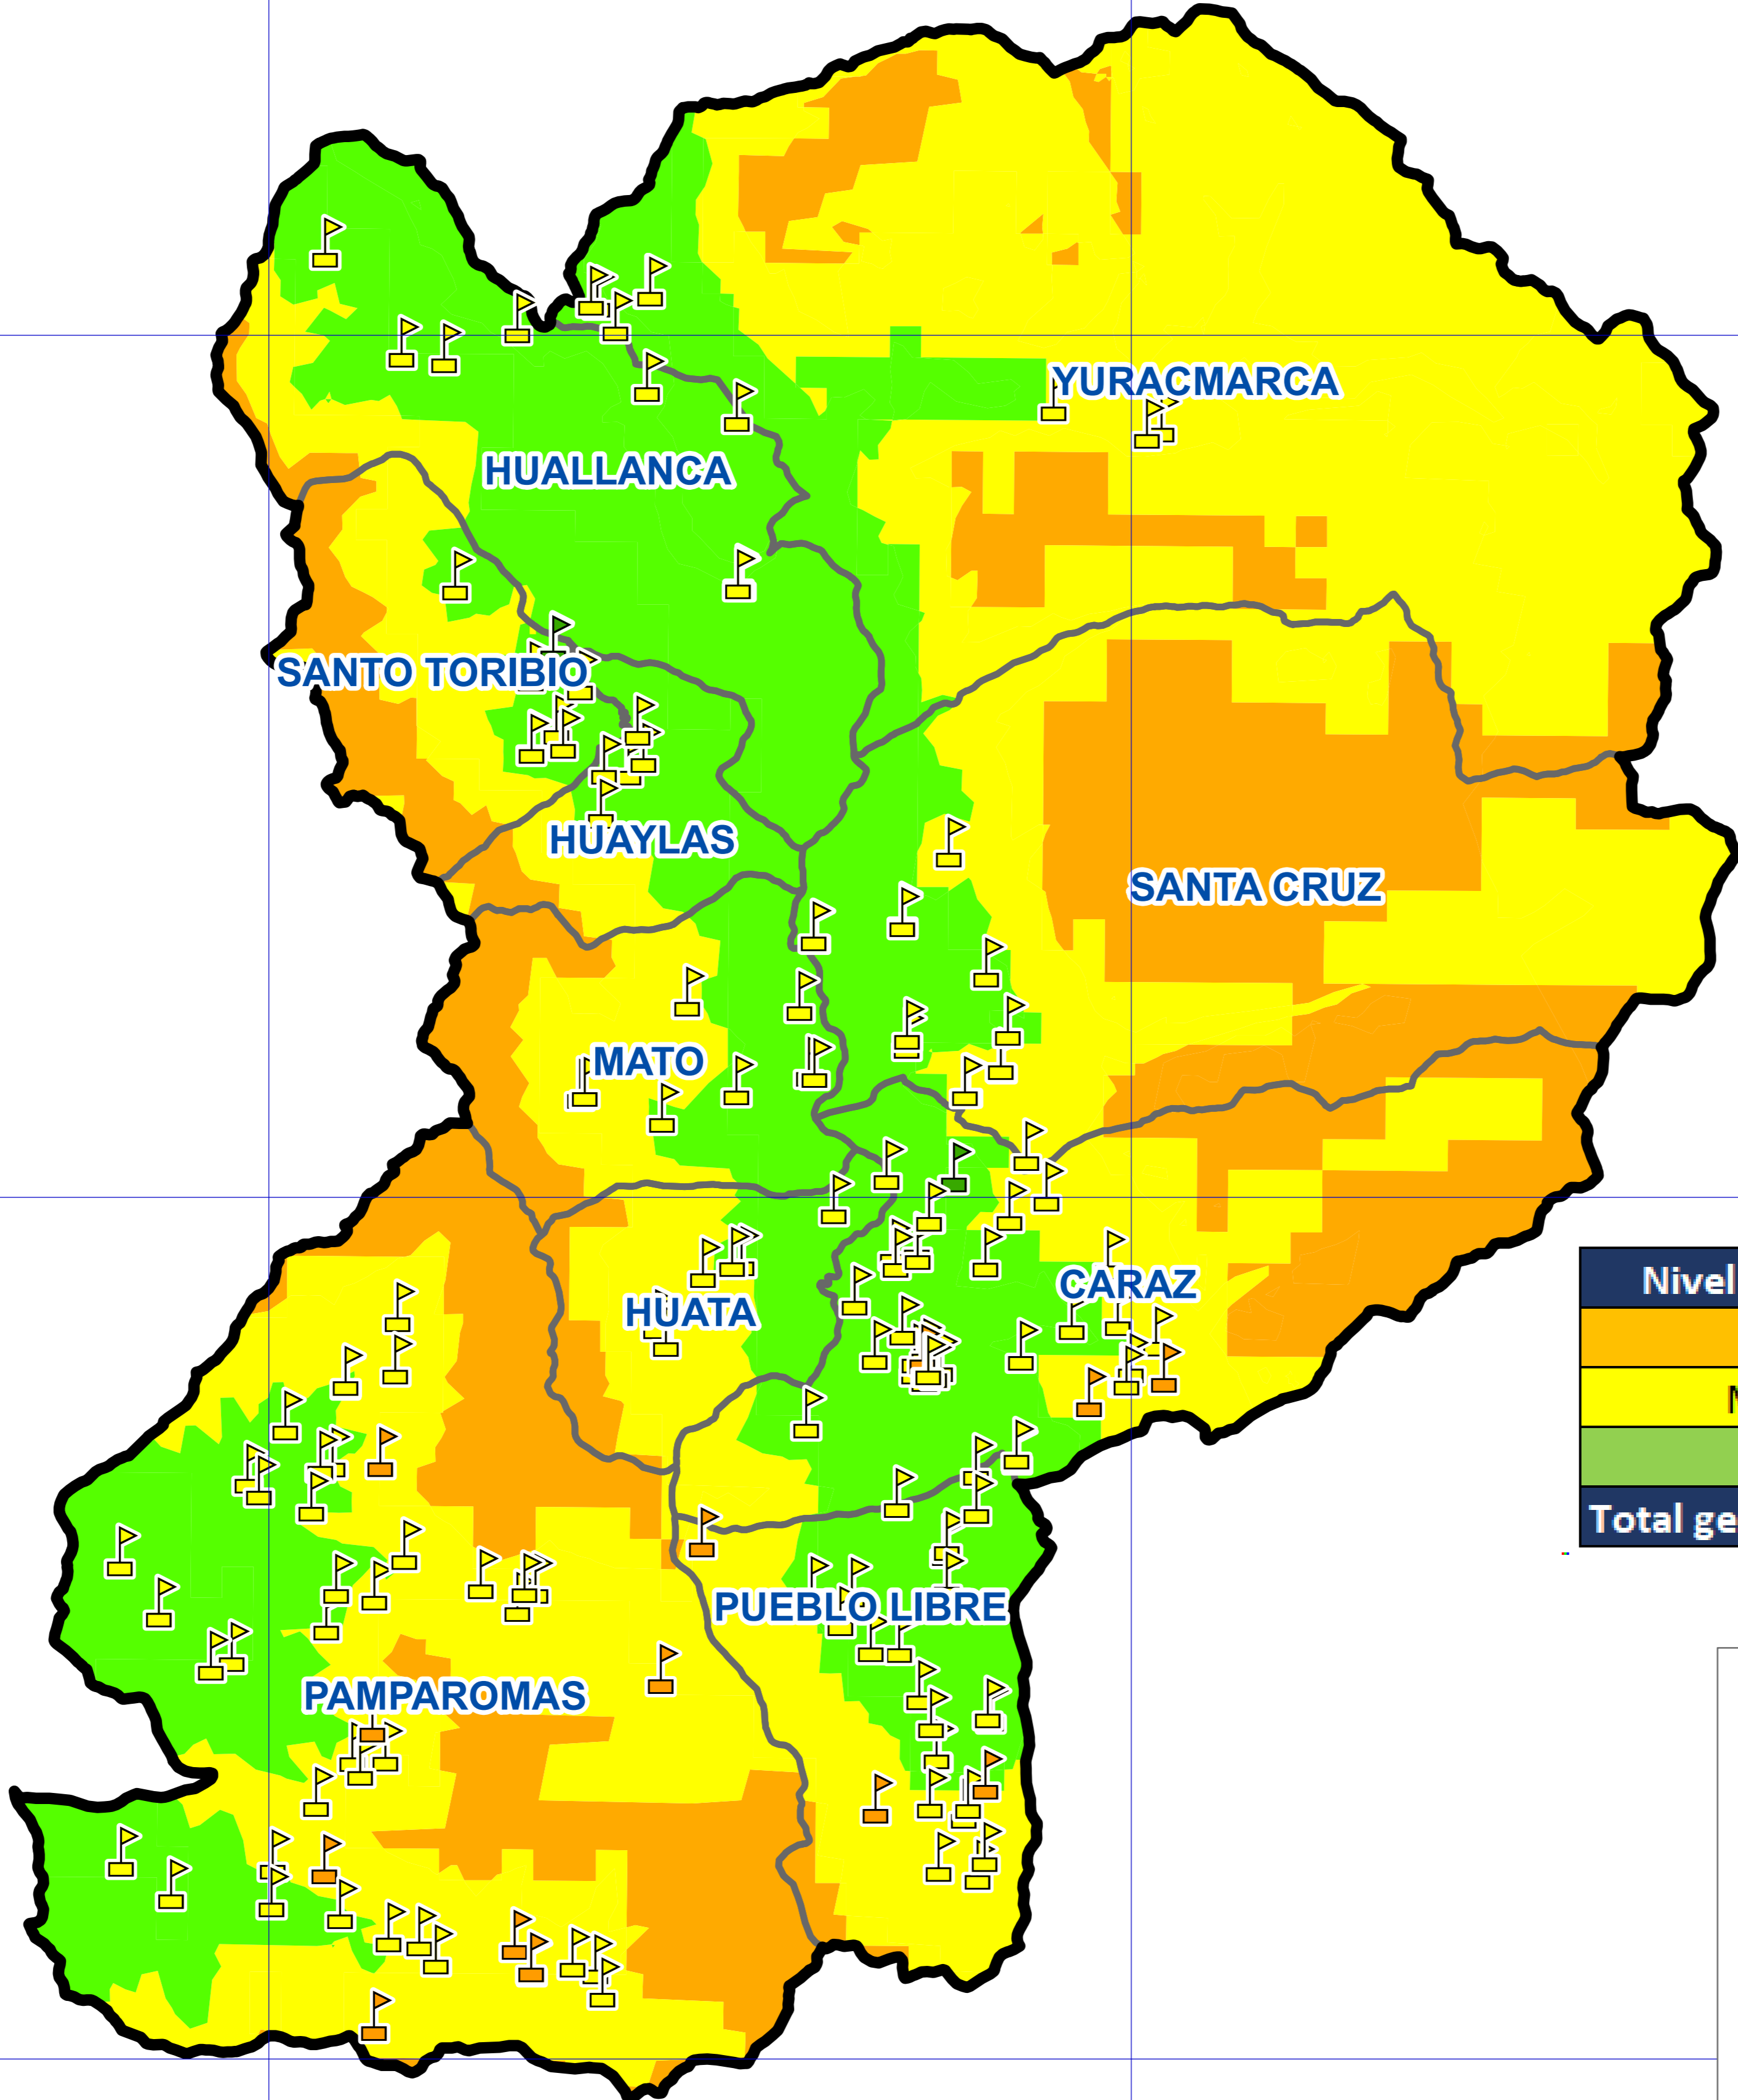 YURACMARCA
HUALLANCA
SANTO TORIBIO
HUAYLAS
SANTA CRUZ
MATO
CARAZ
HUATA
Nivel
PUEBLO LIBRE
PAMPAROMAS